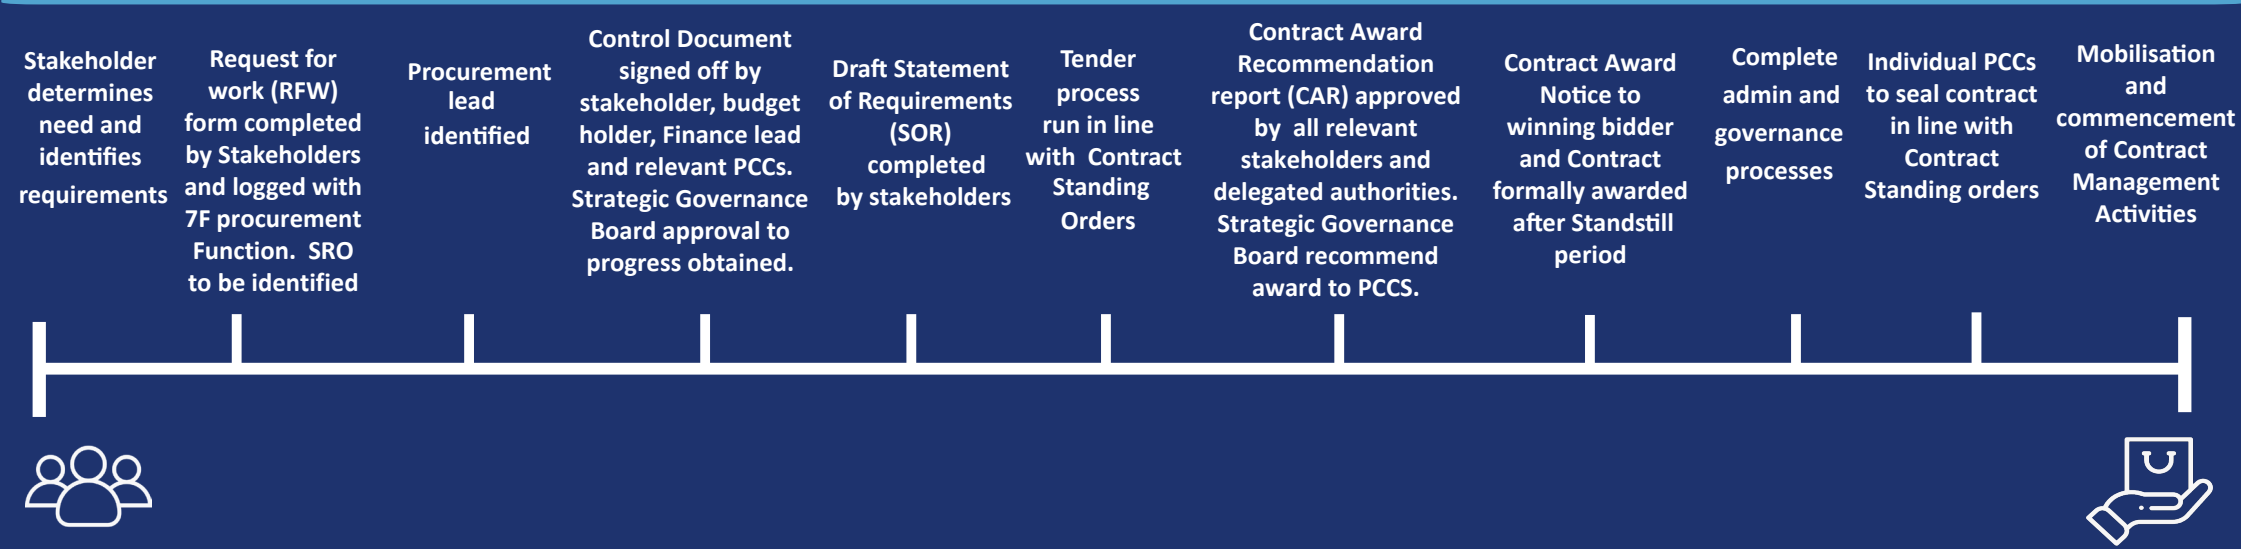 Stakeholder
determines
need and
identifies
requirements
Request for
work (RFW)
form completed
by Stakeholders
and logged with
7F procurement
Function.  SRO
to be identified
Procurement
lead
identified
Control Document
signed off by
stakeholder, budget
holder, Finance lead
and relevant PCCs.
Strategic Governance
Board approval to
progress obtained.
Draft Statement
of Requirements
(SOR)
completed
by stakeholders
Tender
process
run in line
with  Contract
Standing
Orders
Contract Award
Recommendation
report (CAR) approved
by  all relevant
stakeholders and
delegated authorities.
Strategic Governance
Board recommend
award to PCCS.
Contract Award
Notice to
winning bidder
and Contract
formally awarded
after Standstill
period
Complete
admin and
governance
processes
Individual PCCs
to seal contract
in line with
Contract
Standing orders
Mobilisation
and
commencement
of Contract
Management
Activities